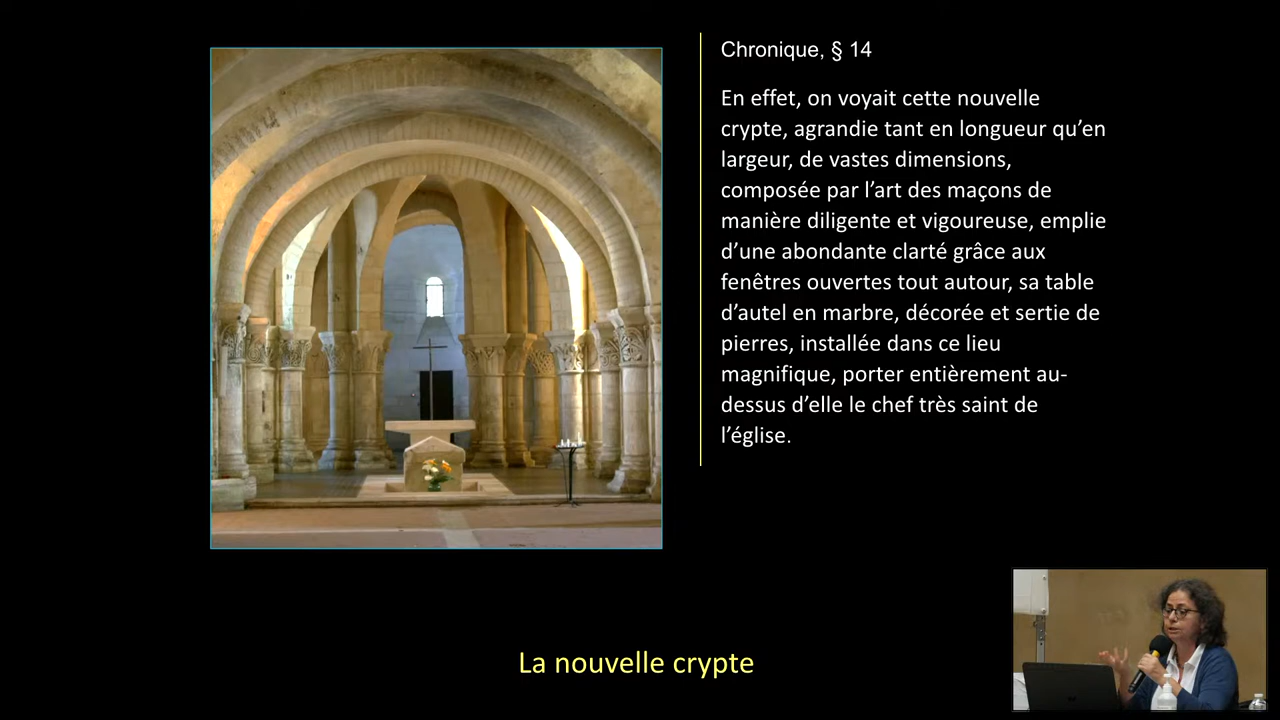 Chronique, § 14
En effet, on voyait cette nouvelle
crypte, agrandie tant en longueur qu’en
largeur, de vastes dimensions,
composée par l’art des maçons de
manière diligente et vigoureuse, emplie
d’une abondante clarté grâce aux
fenêtres ouvertes tout autour, sa table
d’autel en marbre, décorée et sertie de
pierres, installée dans ce lieu
magnifique, porter entièrement au-
dessus d’elle le chef très saint de
l’église.
La nouvelle crypte